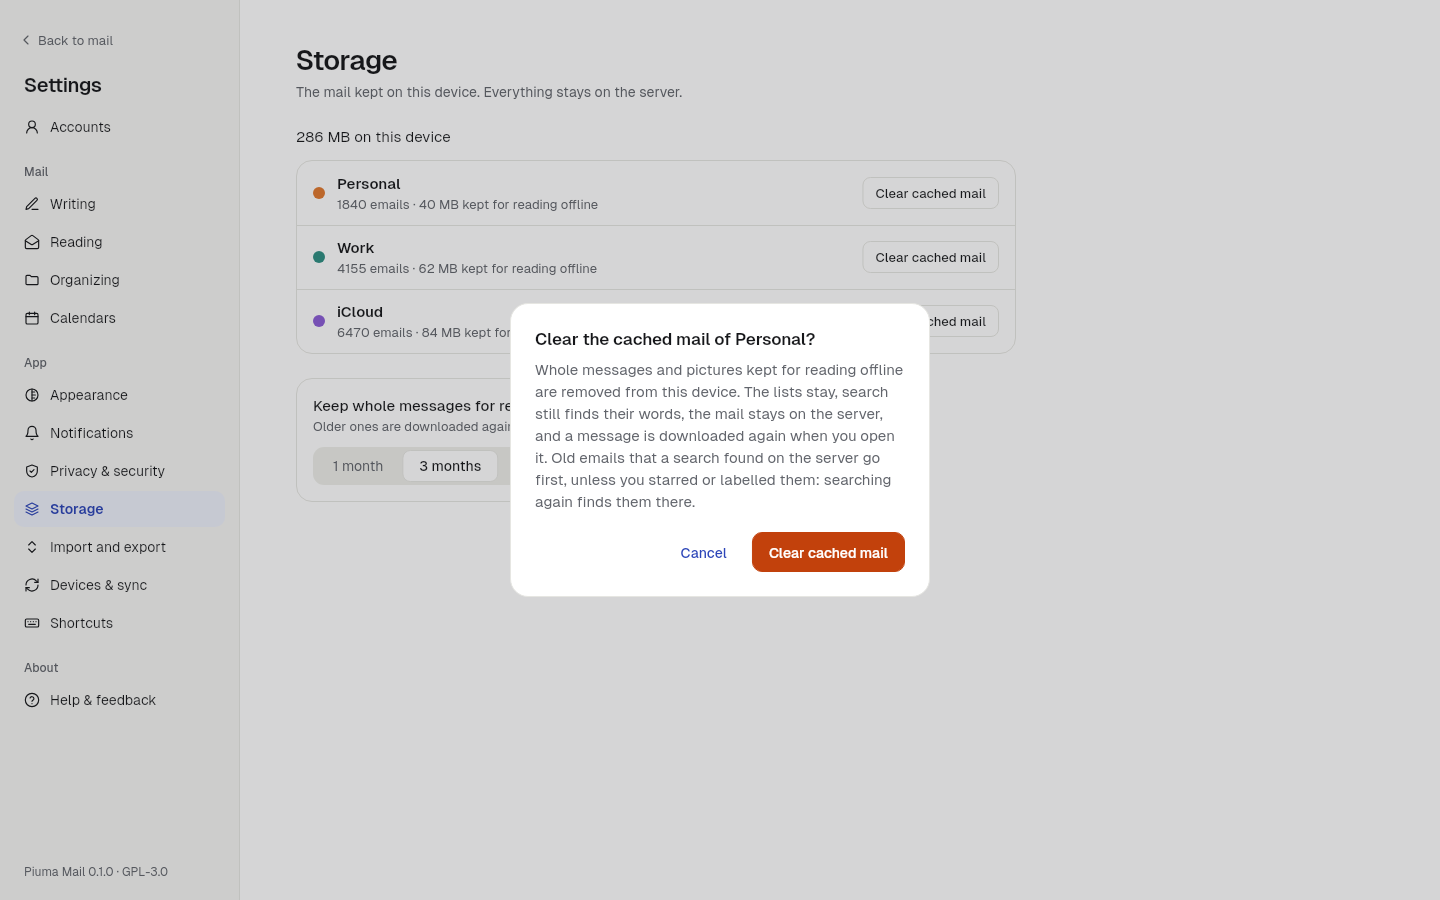 Back to mail
Settings
Accounts
Mail
Writing
Reading
Organizing
Calendars
App
Appearance
Notifications
Privacy & security
Storage
Import and export
Devices & sync
Shortcuts
About
Help & feedback
Piuma Mail 0.1.0 · GPL-3.0
Storage
The mail kept on this device. Everything stays on the server.
286 MB on this device
Personal
1840 emails · 40 MB kept for reading offline
Clear cached mail
Work
4155 emails · 62 MB kept for reading offline
Clear cached mail
iCloud
6470 emails · 84 MB kept for
mail
Keep whole messages for
Older ones are downloaded
1 month
3 months
Clear the cached mail of Personal?
Whole messages and pictures kept for reading offline
are removed from this device. The lists stay, search
still finds their words, the mail stays on the server,
and a message is downloaded again when you open
it. Old emails that a search found on the server go
first, unless you starred or labelled them: searching
again finds them there.
Cancel
Clear cached mail